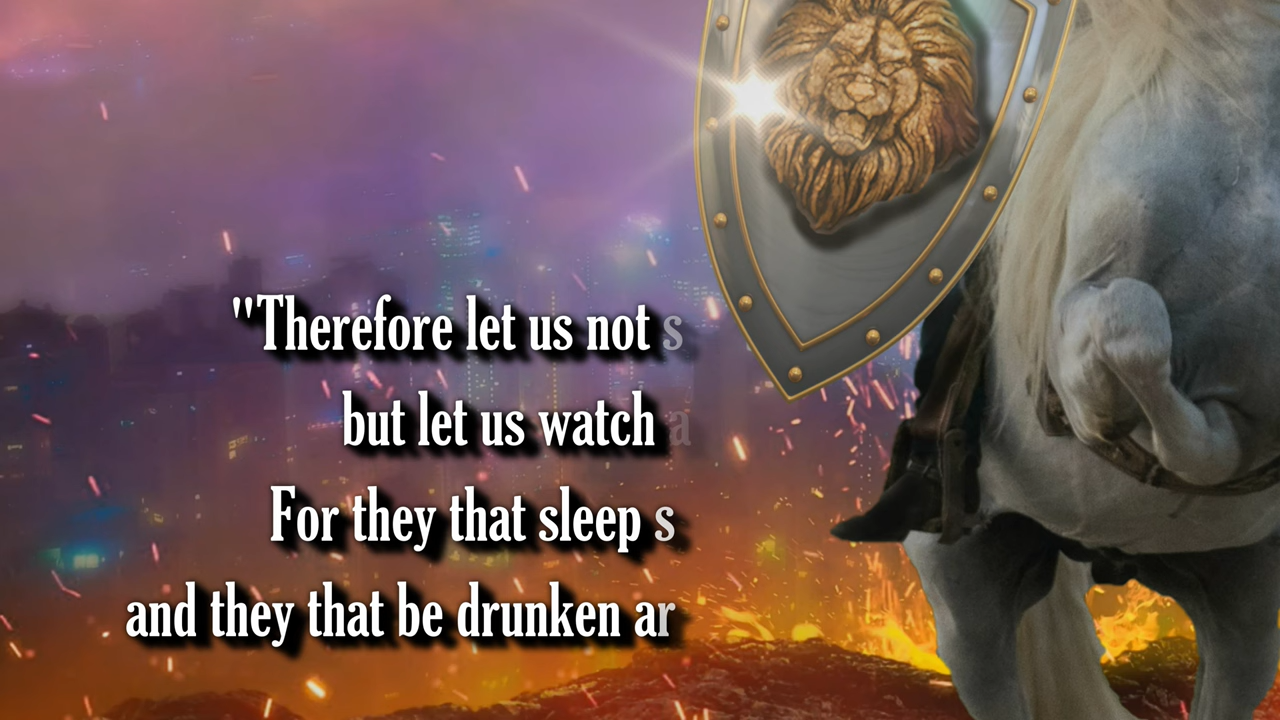 "Therefore let us not s
but let us watch a
For they that sleep s
and they that be drunken ar